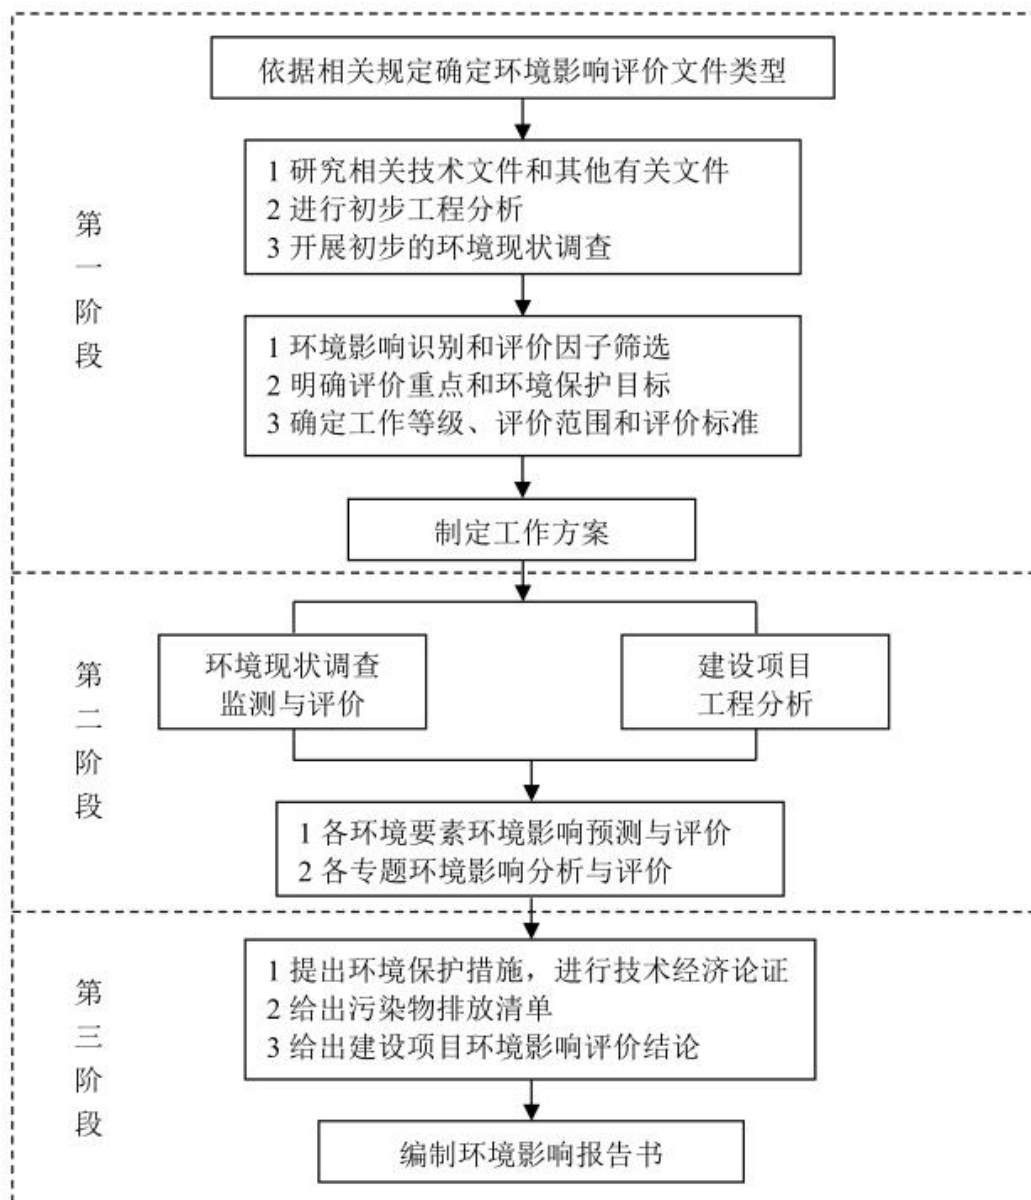 依据相关规定确定环境影响评价文件类型
1 研究相关技术文件和其他有关文件
2 进行初步工程分析
3 开展初步的环境现状调查
第一阶段
1 环境影响识别和评价因子筛选
2 明确评价重点和环境保护目标
3 确定工作等级、评价范围和评价标准
制定工作方案
第二阶段
环境现状调查
监测与评价
建设项目
工程分析
1 各环境要素环境影响预测与评价
2 各专题环境影响分析与评价
第三阶段
1 提出环境保护措施，进行技术经济论证
2 给出污染物排放清单
3 给出建设项目环境影响评价结论
编制环境影响报告书